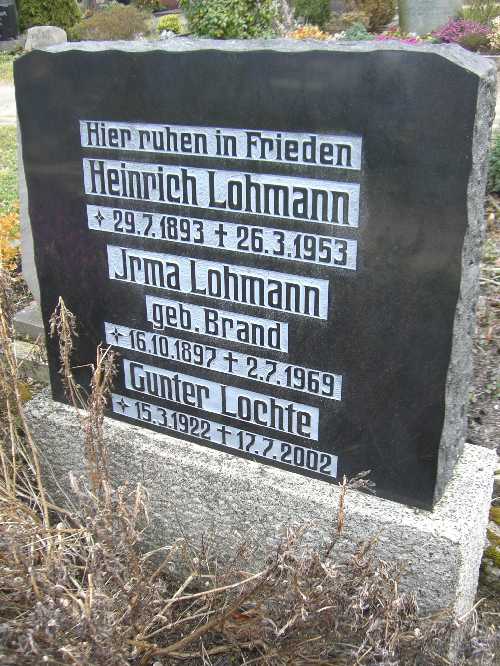 Hier ruhen in Frieden
Heinrich Lohmann
✶ 29.7.1893 ✝ 26.3.1953
Jrma Lohmann
geb. Brand
✶ 16.10.1897 ✝ 2.7.1969
Gunter Lochte
✶ 15.3.1922 ✝ 17.7.2002